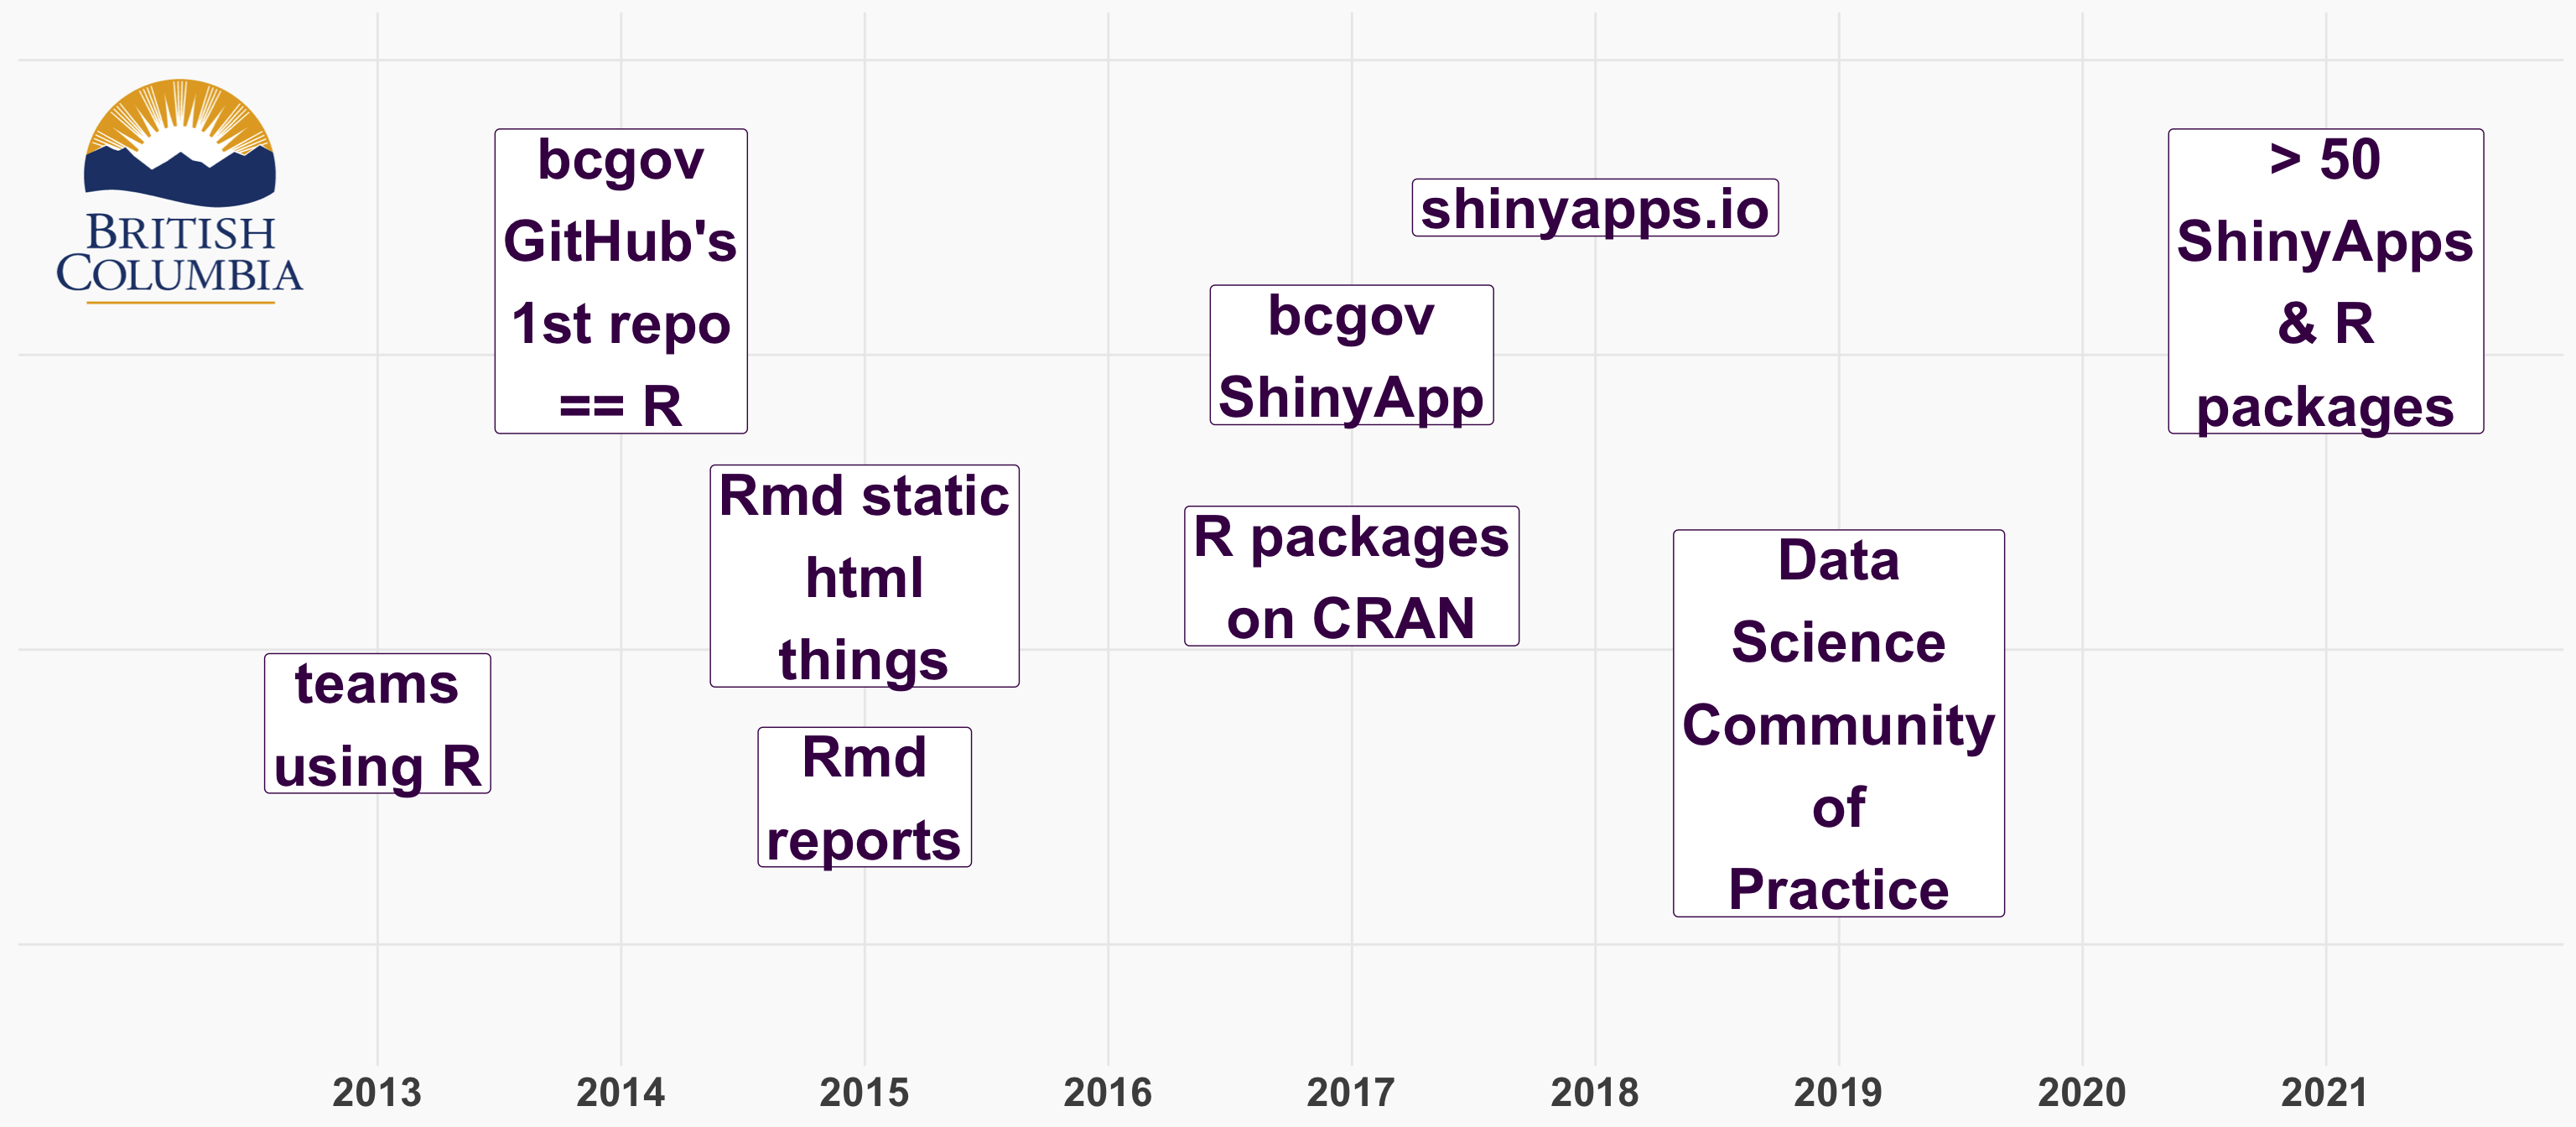 BRITISH
COLUMBIA
bcgov
GitHub's
1st repo
== R
shinyapps.io
> 50
ShinyApps
& R
packages
bcgov
ShinyApp
Rmd static
html
things
R packages
on CRAN
Data
Science
Community
of
Practice
teams
using R
Rmd
reports
2013
2014
2015
2016
2017
2018
2019
2020
2021